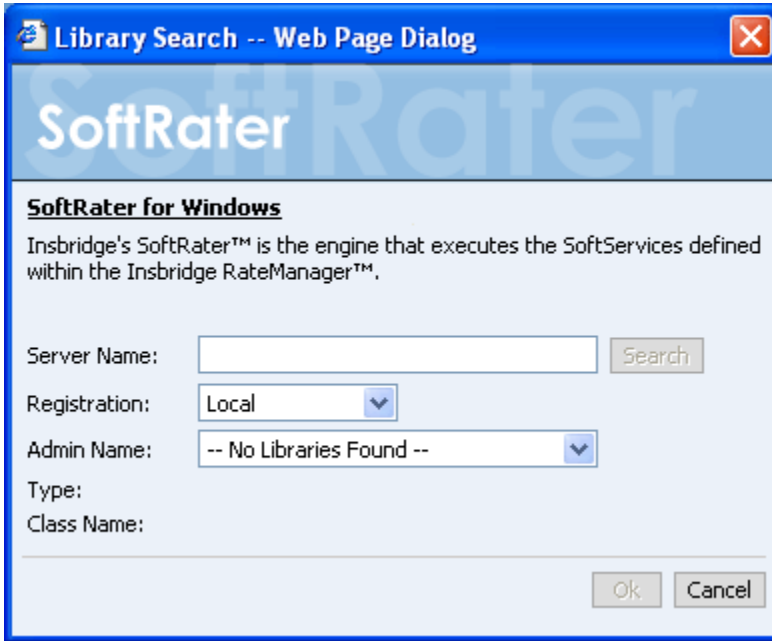 Library Search -- Web Page Dialog
SoftRater
SoftRater
SoftRater for Windows
Insbridge's SoftRater™ is the engine that executes the SoftServices defined
within the Insbridge RateManager™.
Server Name: Search
Registration: Local
Admin Name: -- No Libraries Found --
Type:
Class Name:
Ok Cancel